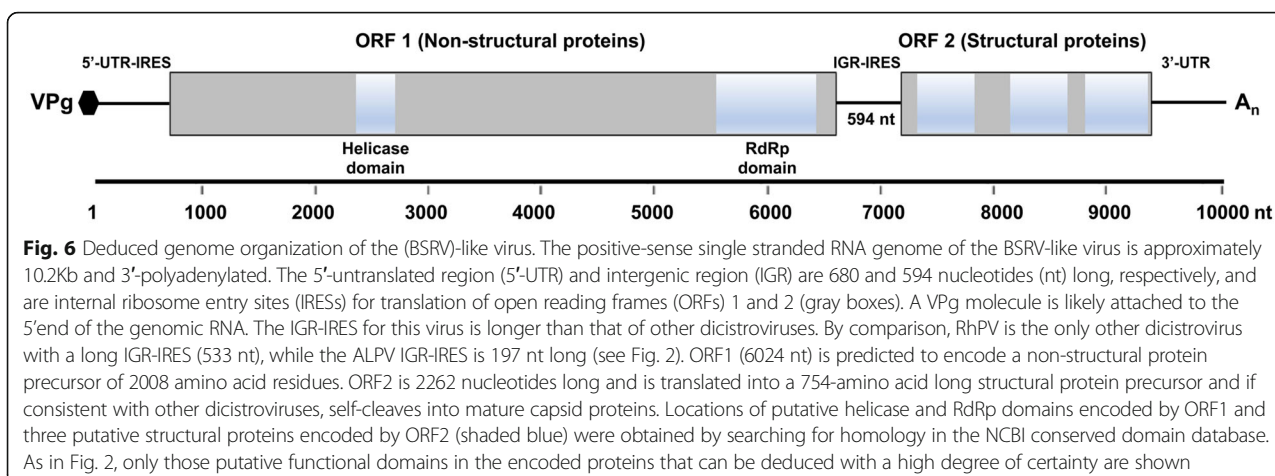 ORF 1 (Non-structural proteins) ORF 2 (Structural proteins)
5’-UTR-IRES IGR-IRES 3’-UTR
VPg 594 nt An
Helicase domain RdRp domain
1 1000 2000 3000 4000 5000 6000 7000 8000 9000 10000 nt
Fig. 6 Deduced genome organization of the (BSRV)-like virus. The positive-sense single stranded RNA genome of the BSRV-like virus is approximately
10.2Kb and 3′-polyadenylated. The 5′-untranslated region (5′-UTR) and intergenic region (IGR) are 680 and 594 nucleotides (nt) long, respectively, and
are internal ribosome entry sites (IRESs) for translation of open reading frames (ORFs) 1 and 2 (gray boxes). A VPg molecule is likely attached to the
5′end of the genomic RNA. The IGR-IRES for this virus is longer than that of other dicistroviruses. By comparison, RhPV is the only other dicistrovirus
with a long IGR-IRES (533 nt), while the ALPV IGR-IRES is 197 nt long (see Fig. 2). ORF1 (6024 nt) is predicted to encode a non-structural protein
precursor of 2008 amino acid residues. ORF2 is 2262 nucleotides long and is translated into a 754-amino acid long structural protein precursor and if
consistent with other dicistroviruses, self-cleaves into mature capsid proteins. Locations of putative helicase and RdRp domains encoded by ORF1 and
three putative structural proteins encoded by ORF2 (shaded blue) were obtained by searching for homology in the NCBI conserved domain database.
As in Fig. 2, only those putative functional domains in the encoded proteins that can be deduced with a high degree of certainty are shown